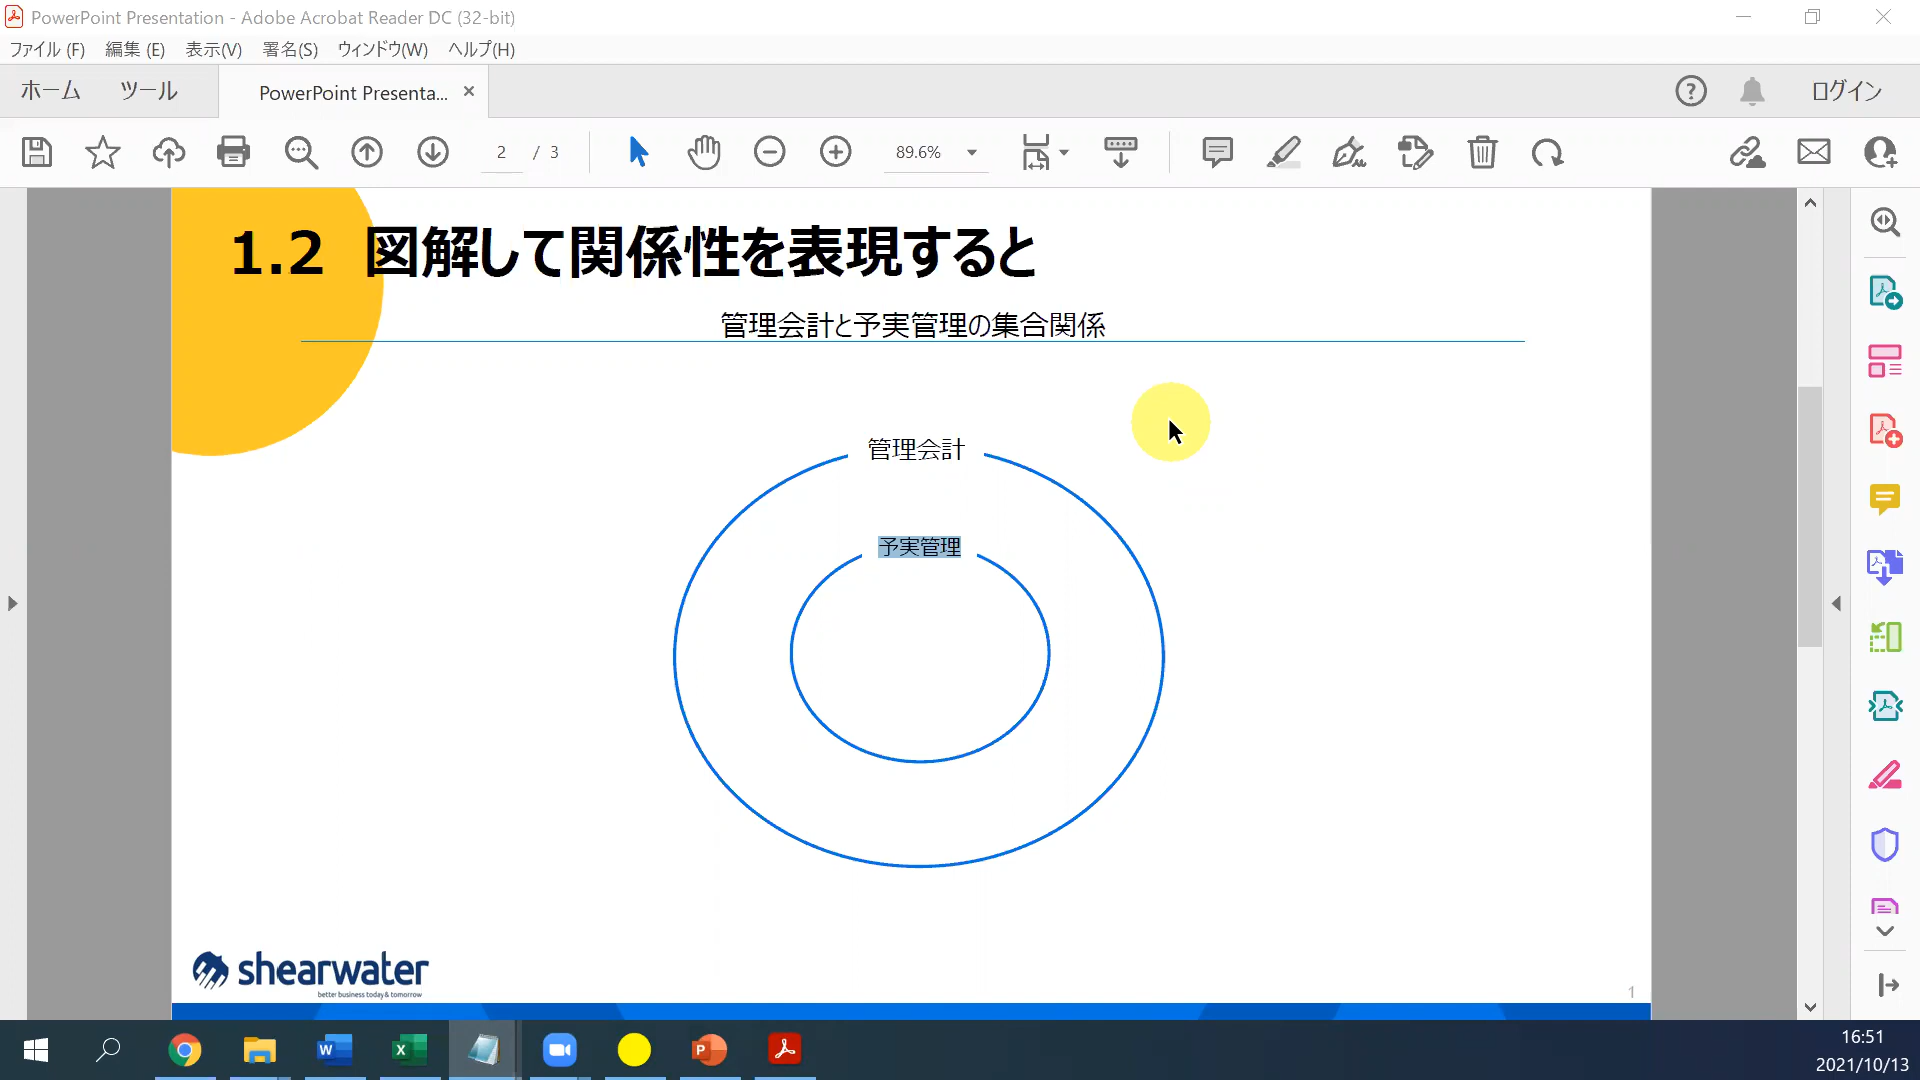 PowerPoint Presentation - Adobe Acrobat Reader DC (32-bit)
ファイル (F) 編集 (E) 表示(V) 署名(S) ウィンドウ(W) ヘルプ(H)
ホーム ツール PowerPoint Presenta... ログイン
2 / 3 89.6%
1.2 図解して関係性を表現すると
管理会計と予実管理の集合関係
管理会計
予実管理
shearwater
better business today & tomorrow
1
16:51
2021/10/13